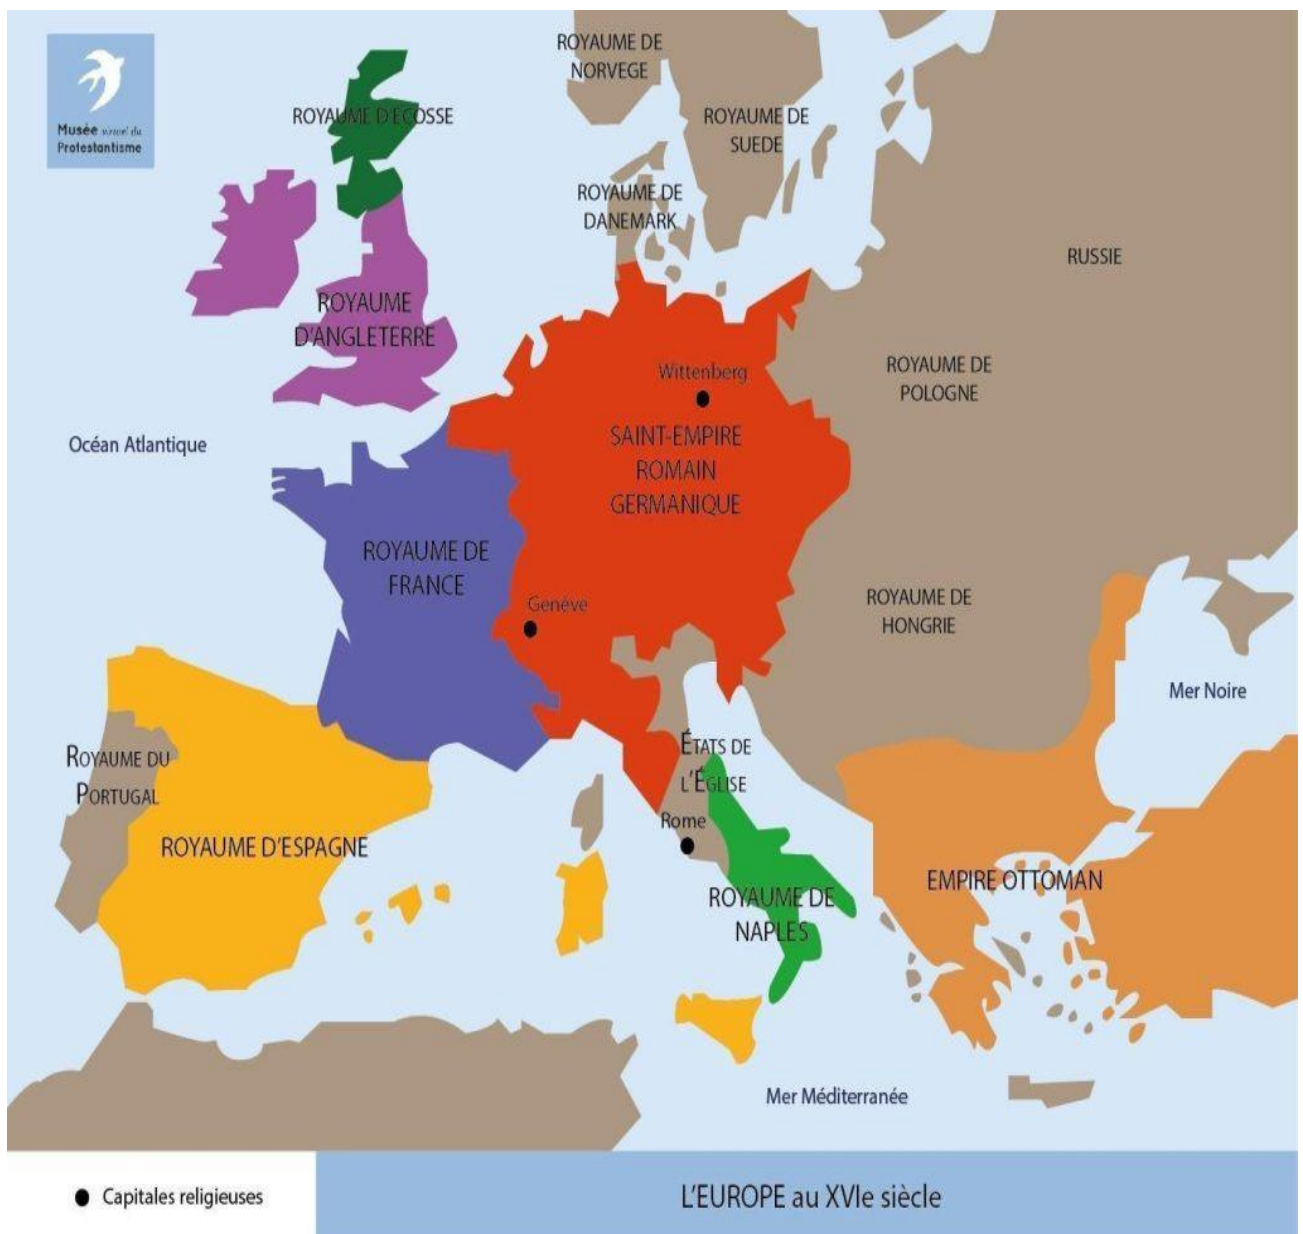 Musée virtuel du
Protestantisme
ROYAUME DE
NORVEGE
ROYAUME D'ECOSSE
ROYAUME DE
SUEDE
ROYAUME DE
DANEMARK
RUSSIE
ROYAUME
D'ANGLETERRE
Wittenberg
ROYAUME DE
POLOGNE
Océan Atlantique
SAINT-EMPIRE
ROMAIN
GERMANIQUE
ROYAUME DE
FRANCE
Genéve
ROYAUME DE
HONGRIE
Mer Noire
ROYAUME DU
PORTUGAL
ÉTATS DE
L'ÉGLISE
Rome
ROYAUME D'ESPAGNE
EMPIRE OTTOMAN
ROYAUME DE
NAPLES
Mer Méditerranée
Capitales religieuses
L'EUROPE au XVIe siècle